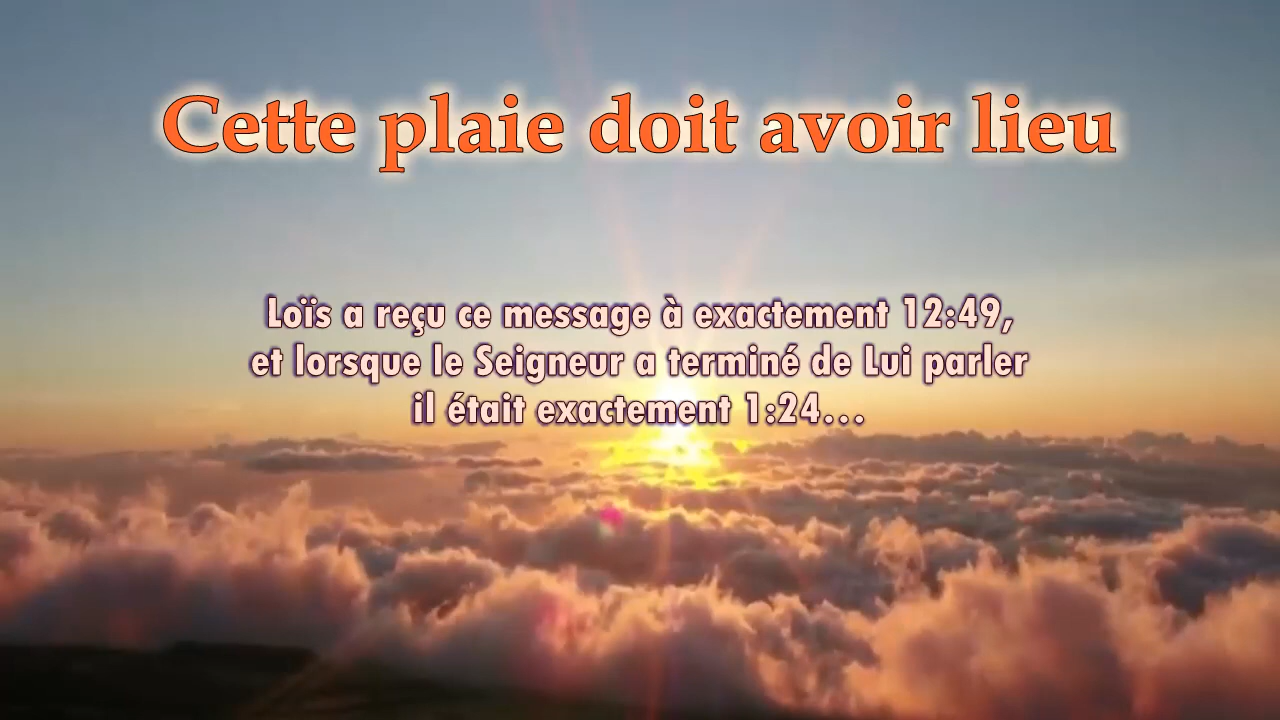 Cette plaie doit avoir lieu
Loïs a reçu ce message à exactement 12:49,
et lorsque le Seigneur a terminé de Lui parler
il était exactement 1:24...